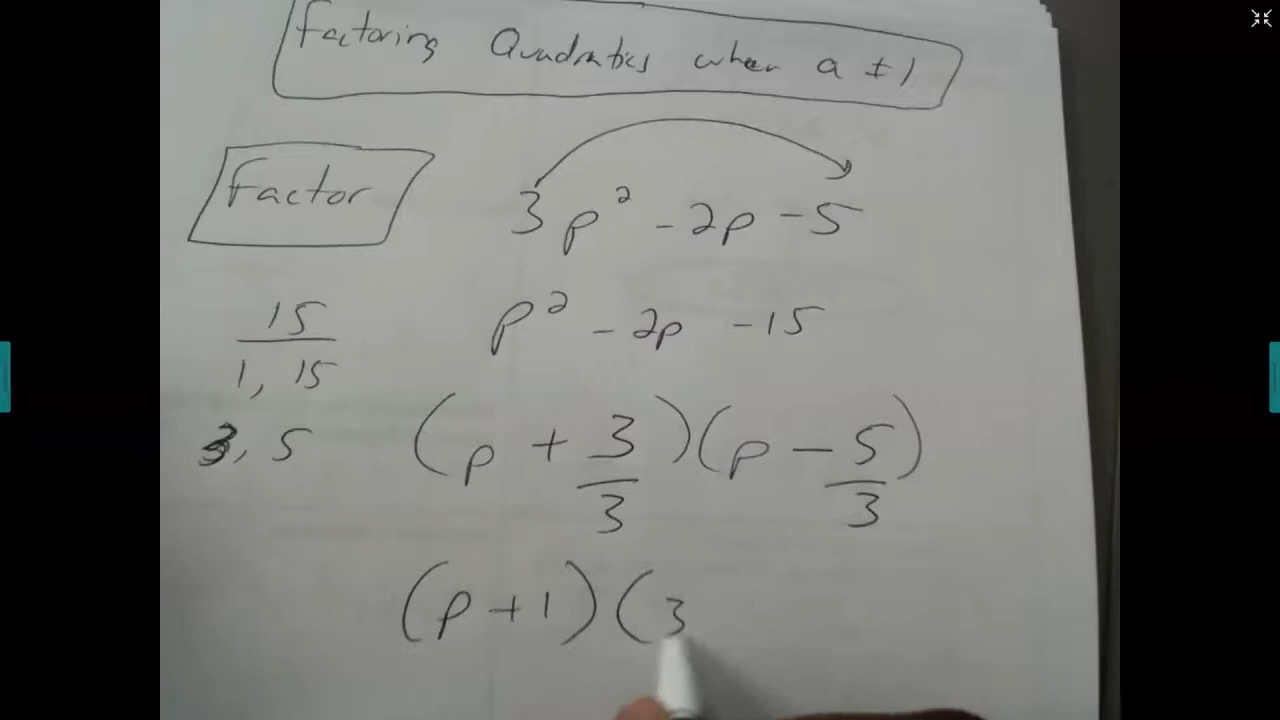 Factoring Quadratics when a ≠ 1
Factor
3p² - 2p - 5
15
1, 15
3, 5
p² - 2p - 15
(p + 3/3)(p - 5/3)
(p + 1)(3